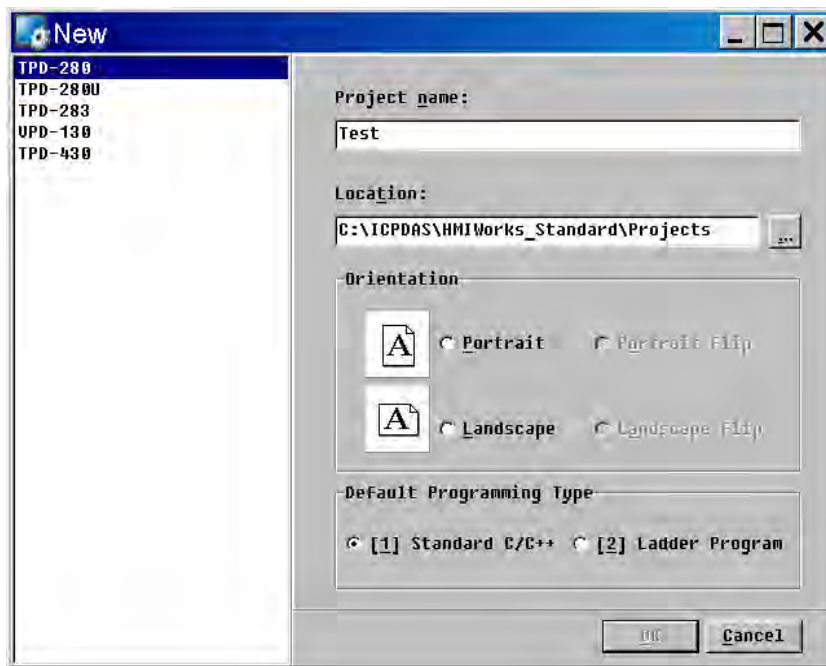 New
TPD-280
TPD-280U
TPD-283
VPD-130
TPD-430
Project name:
Test
Location:
C:\ICPDAS\HMIWorks_Standard\Projects
...
Orientation
A
Portrait
Portrait Flip
A
Landscape
Landscape Flip
Default Programming Type
[1] Standard C/C++
[2] Ladder Program
OK
Cancel